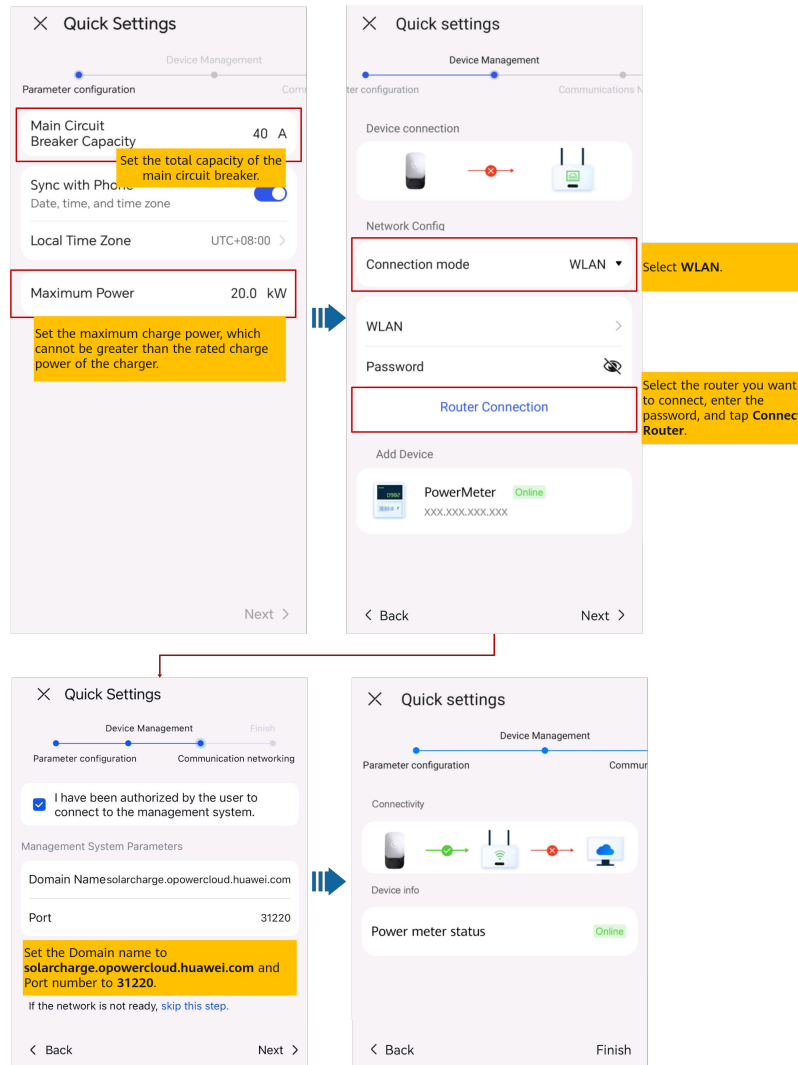 Quick Settings
Device Management
Parameter configuration
Com
Main Circuit
Breaker Capacity
40 A
Set the total capacity of the
main circuit breaker.
Sync with Phone
Date, time, and time zone
Local Time Zone
UTC+08:00
Maximum Power
20.0 kW
Set the maximum charge power, which
cannot be greater than the rated charge
power of the charger.
Next
Quick settings
Device Management
ter configuration
Communications N
Device connection
Network Config
Connection mode
WLAN
Select WLAN.
WLAN
Password
Router Connection
Select the router you want
to connect, enter the
password, and tap Connect
Router.
Add Device
PowerMeter
Online
XXX.XXX.XXX.XXX
Back
Next
Quick Settings
Device Management
Finish
Parameter configuration
Communication networking
I have been authorized by the user to
connect to the management system.
Management System Parameters
Domain Name solarcharge.opowercloud.huawei.com
Port
31220
Set the Domain name to
solarcharge.opowercloud.huawei.com and
Port number to 31220.
If the network is not ready, skip this step.
Back
Next
Quick settings
Device Management
Parameter configuration
Commun
Connectivity
Device info
Power meter status
Online
Back
Finish